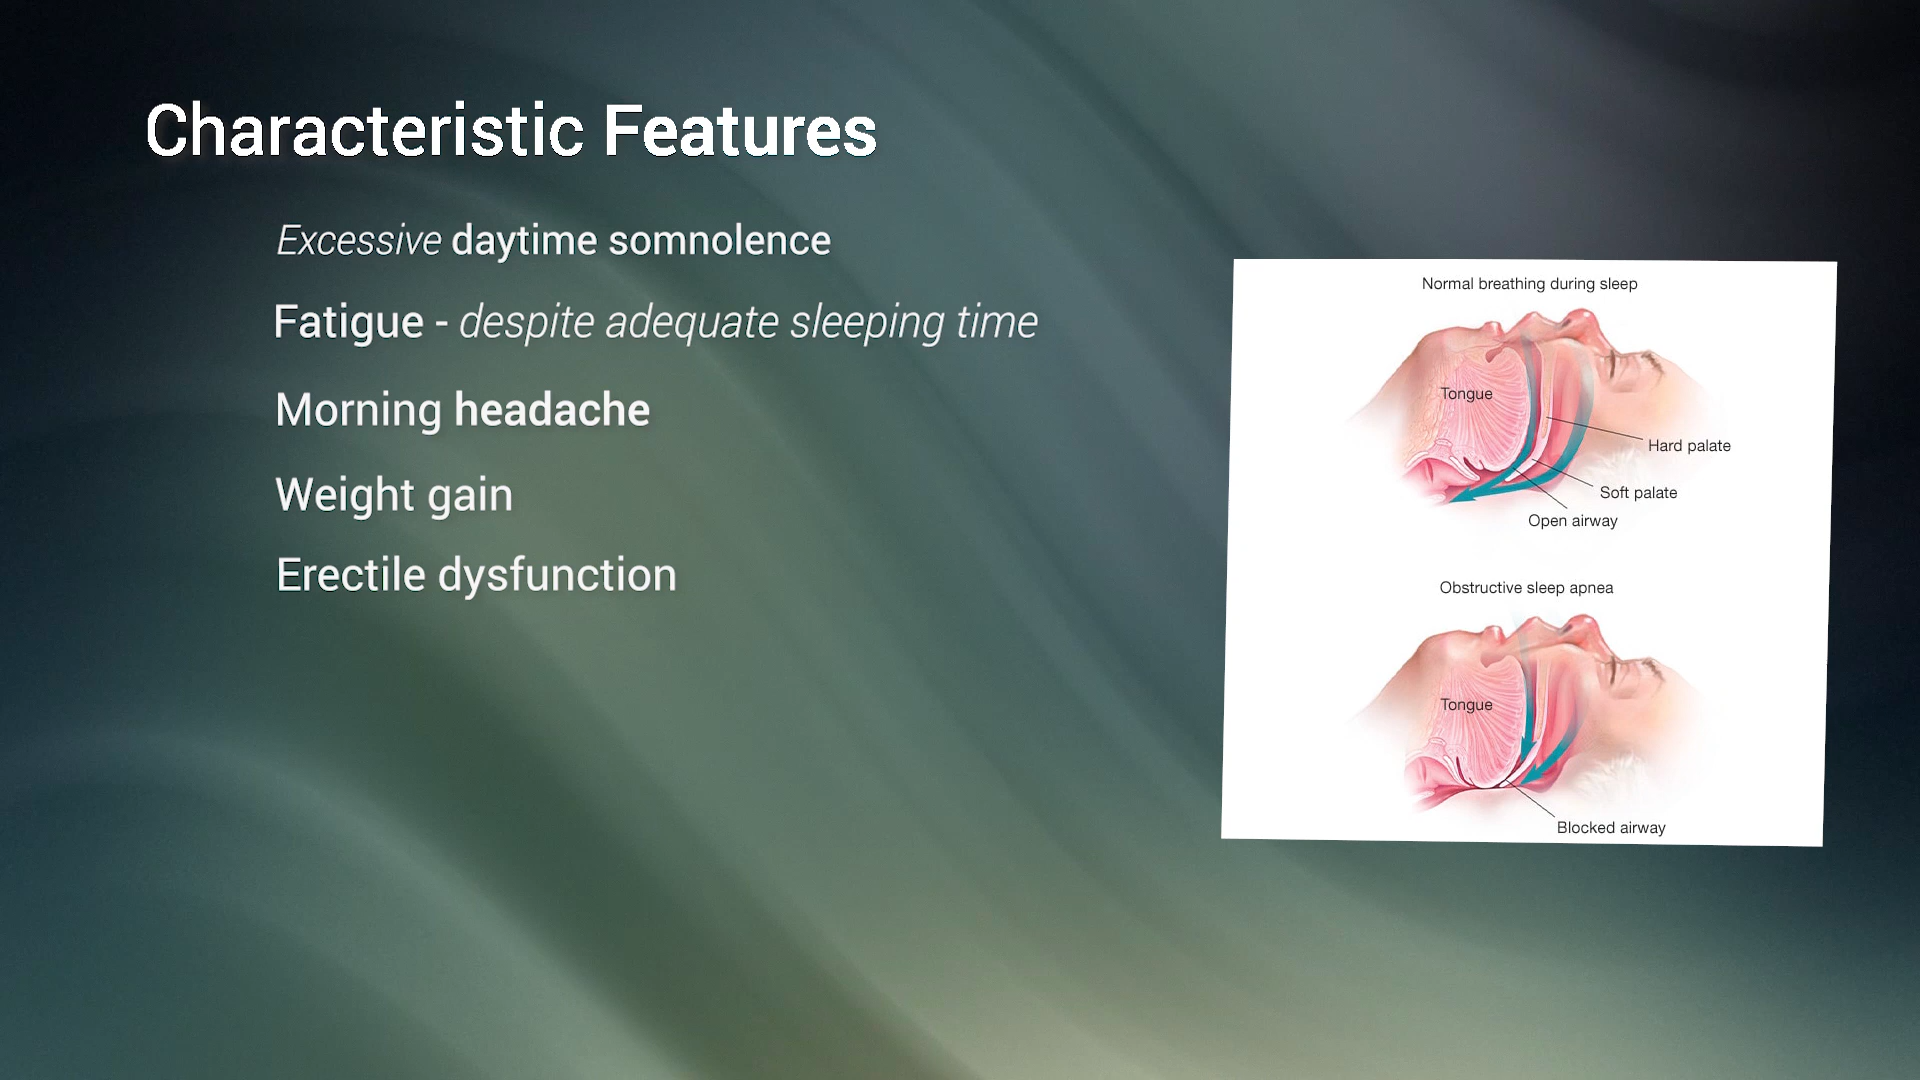 Characteristic Features
Excessive daytime somnolence
Fatigue - despite adequate sleeping time
Morning headache
Weight gain
Erectile dysfunction
Normal breathing during sleep
Tongue
Hard palate
Soft palate
Open airway
Obstructive sleep apnea
Tongue
Blocked airway